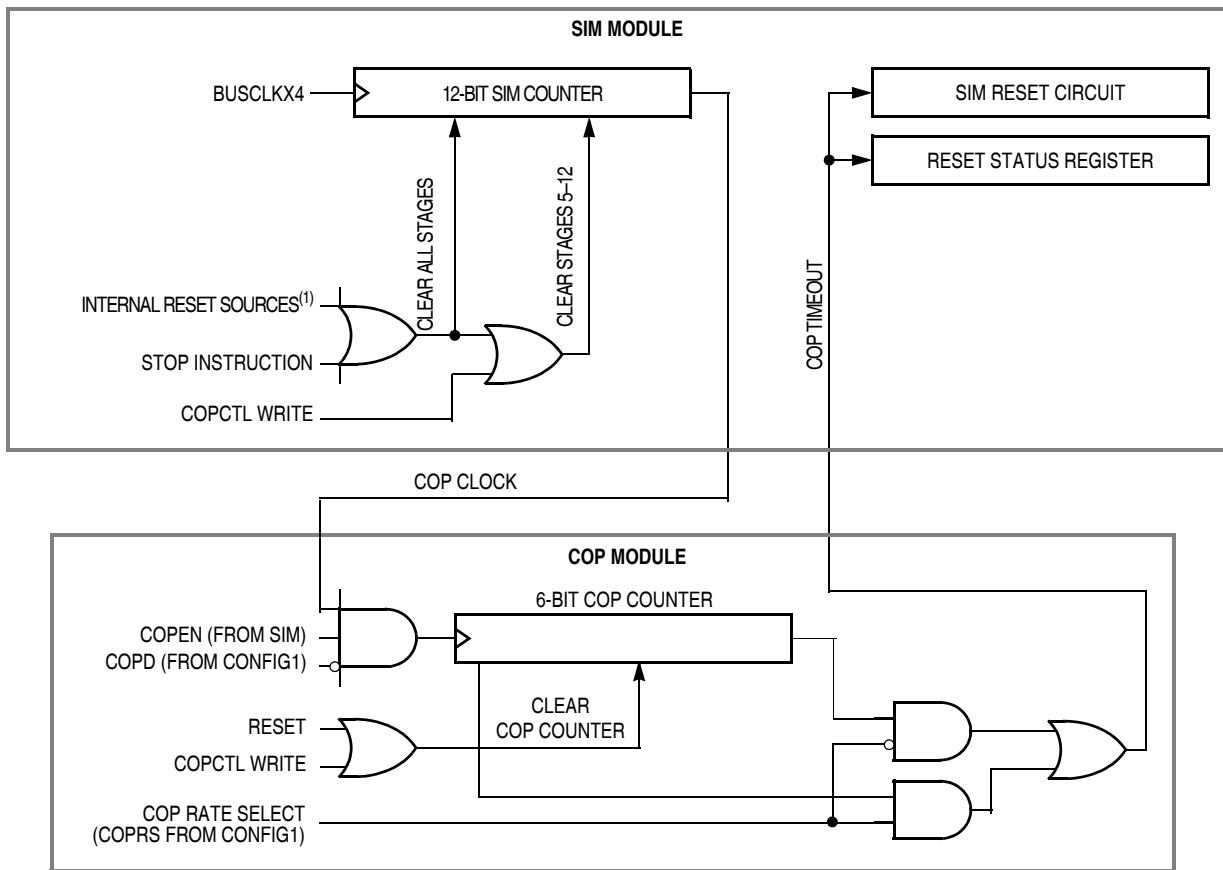 SIM MODULE
BUSCLKX4
12-BIT SIM COUNTER
SIM RESET CIRCUIT
RESET STATUS REGISTER
CLEAR ALL STAGES
CLEAR STAGES 5–12
COP TIMEOUT
INTERNAL RESET SOURCES(1)
STOP INSTRUCTION
COPCTL WRITE
COP CLOCK
COP MODULE
6-BIT COP COUNTER
COPEN (FROM SIM)
COPD (FROM CONFIG1)
CLEAR
COP COUNTER
RESET
COPCTL WRITE
COP RATE SELECT
(COPRS FROM CONFIG1)